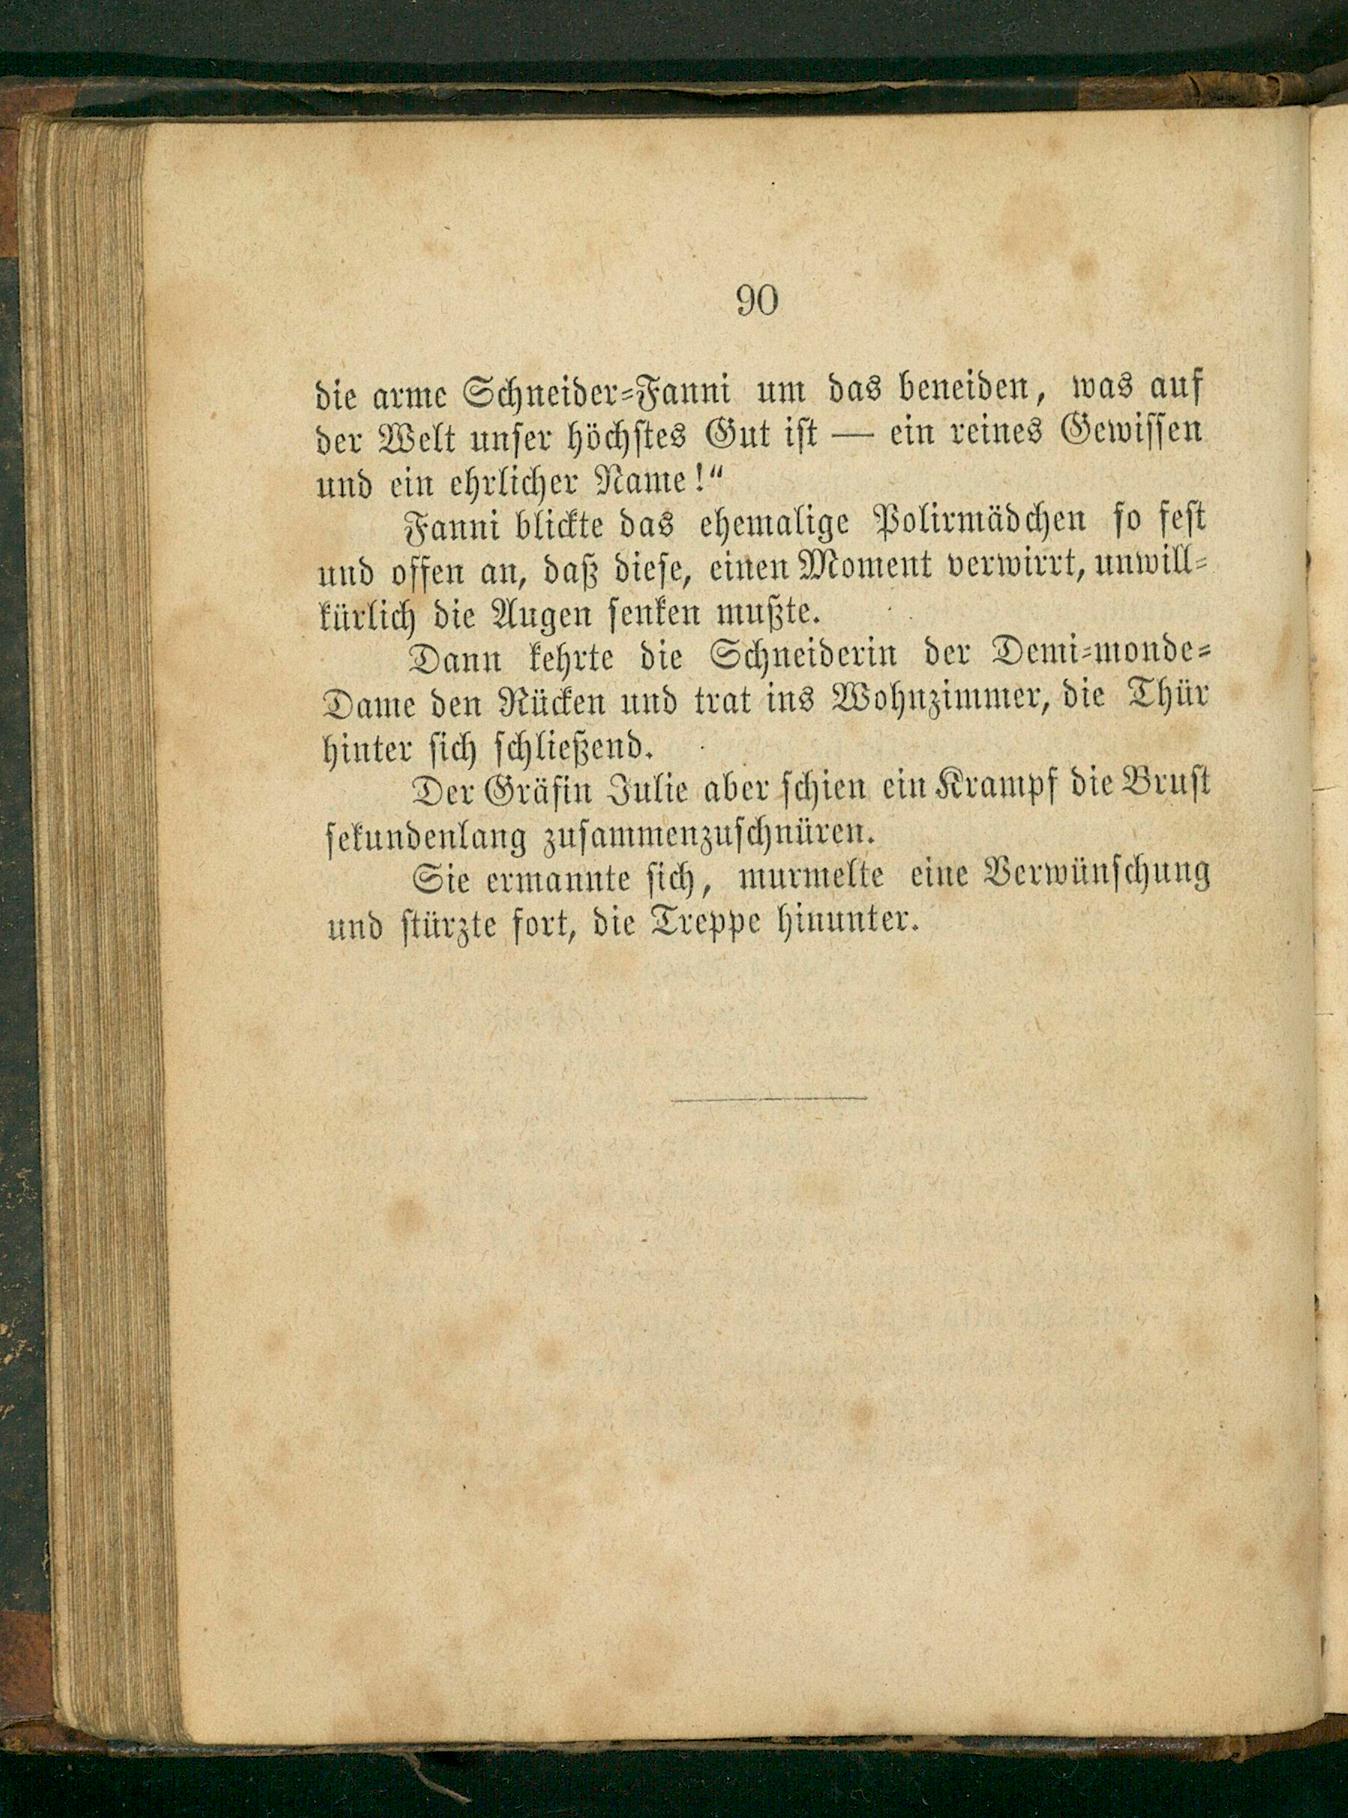 90
die arme Schneider-Fanni um das beneiden, was auf
der Welt unser höchstes Gut ist — ein reines Gewissen
und ein ehrlicher Name!“
Fanni blickte das ehemalige Polirmädchen so fest
und offen an, daß diese, einen Moment verwirrt, unwill-
kürlich die Augen senken mußte.
Dann kehrte die Schneiderin der Demi-monde-
Dame den Rücken und trat ins Wohnzimmer, die Thür
hinter sich schließend.
Der Gräfin Julie aber schien ein Krampf die Brust
sekundenlang zusammenzuschnüren.
Sie ermannte sich, murmelte eine Verwünschung
und stürzte fort, die Treppe hinunter.